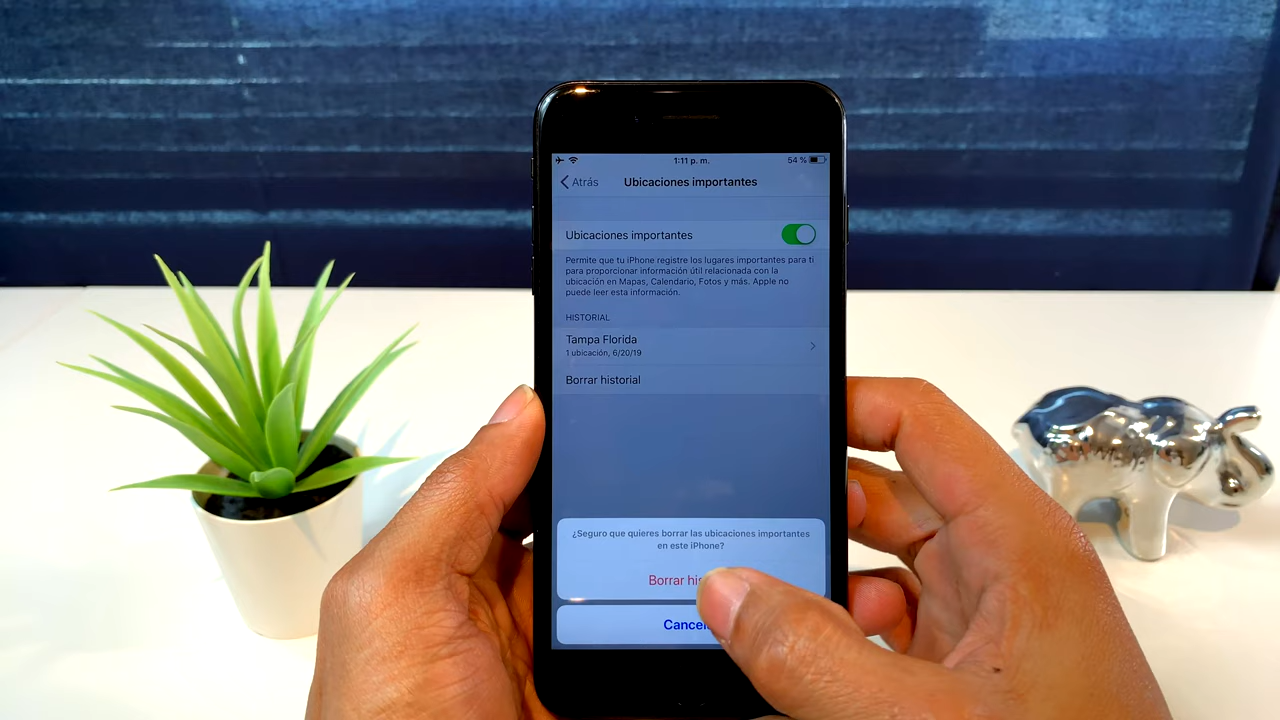 1:11 p. m.
54 %
Atrás
Ubicaciones importantes
Ubicaciones importantes
Permite que tu iPhone registre los lugares importantes para ti
para proporcionar información útil relacionada con la
ubicación en Mapas, Calendario, Fotos y más. Apple no
puede leer esta información.
HISTORIAL
Tampa Florida
1 ubicación, 6/20/19
Borrar historial
¿Seguro que quieres borrar las ubicaciones importantes
en este iPhone?
Borrar his
Cancel